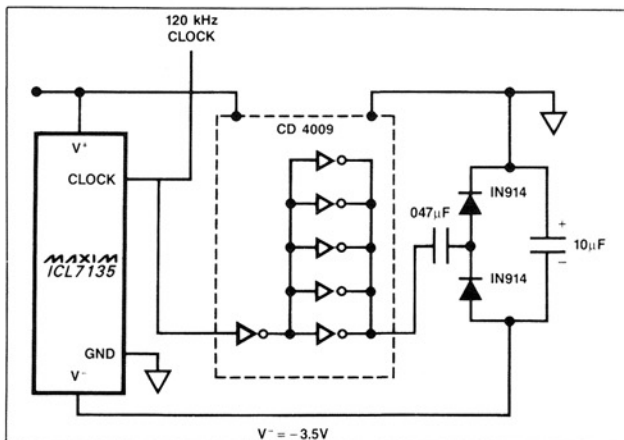 120 kHz
CLOCK
CD 4009
V⁺
CLOCK
MAXIM
ICL7135
GND
V⁻
047µF
IN914
IN914
+
10µF
−
V⁻ = −3.5V